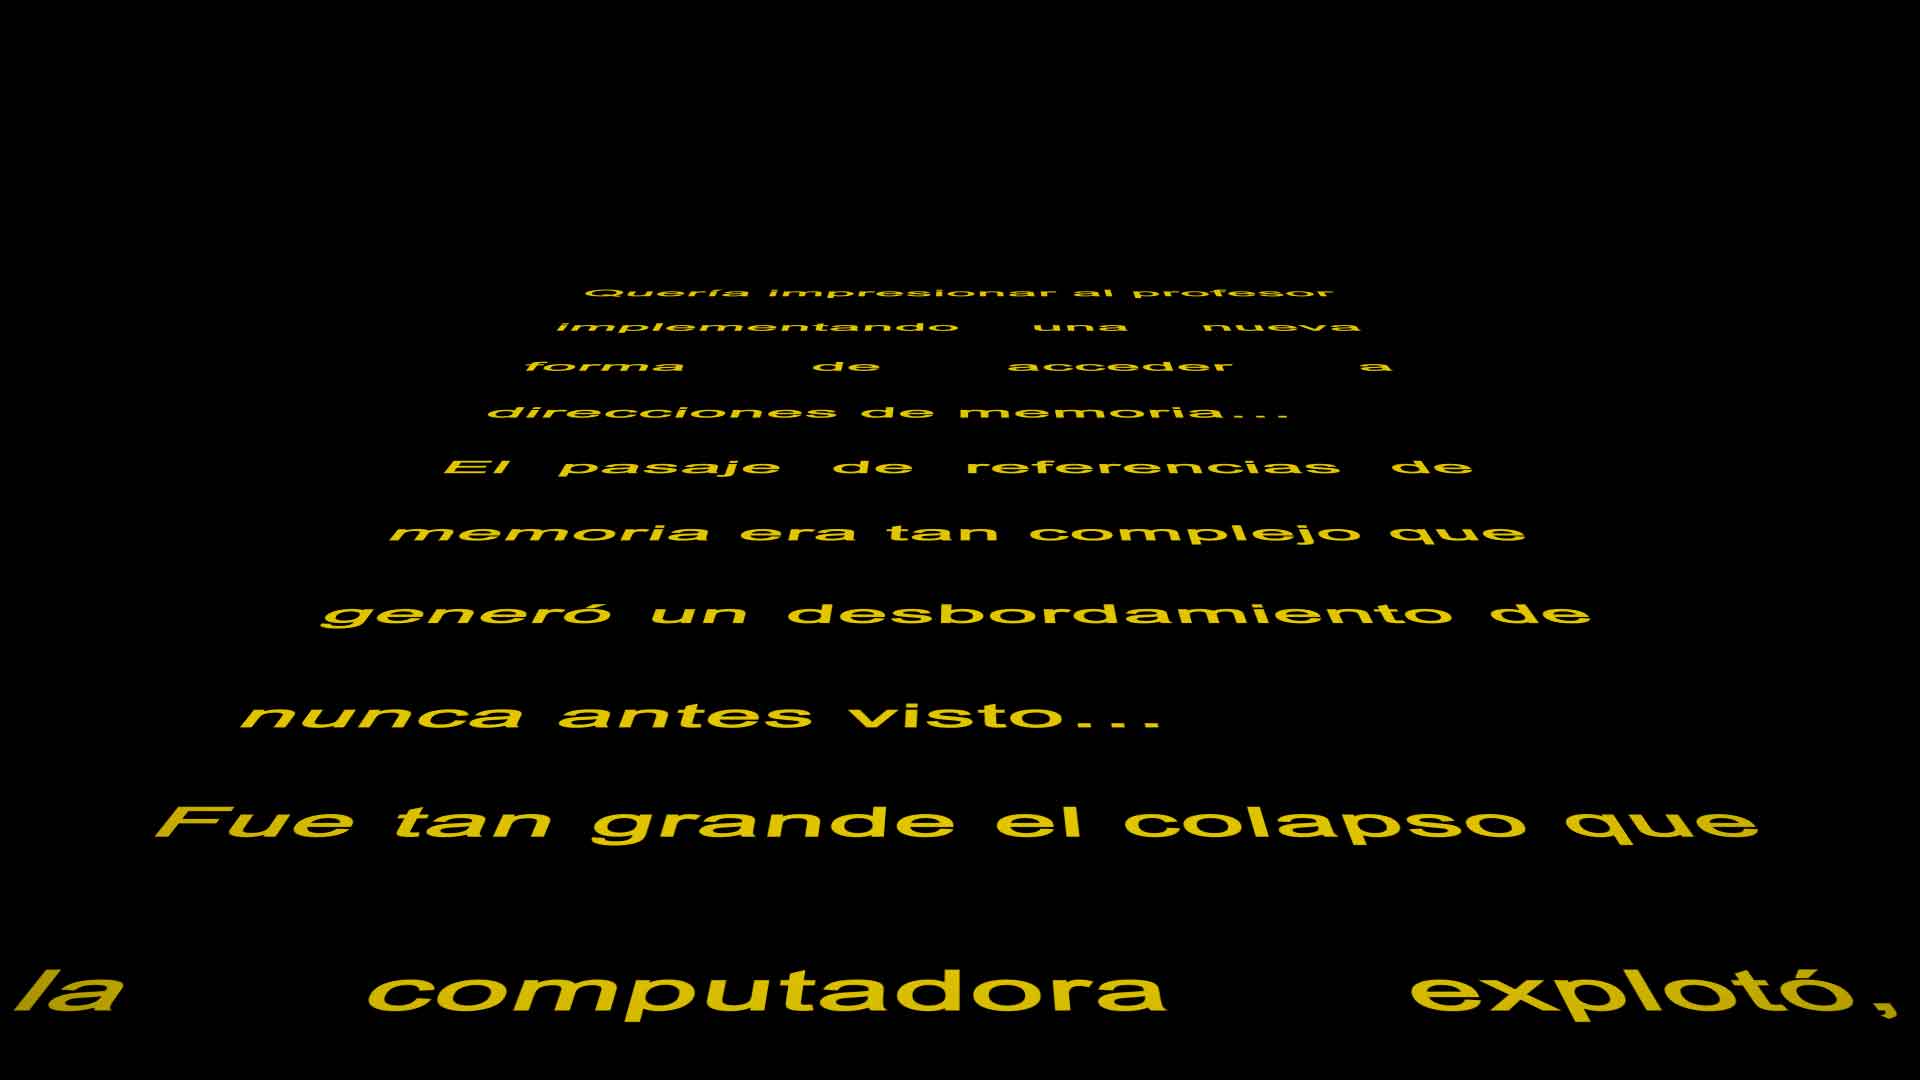 Quería impresionar al profesor
implementando una nueva
forma de acceder a
direcciones de memoria...
El pasaje de referencias de
memoria era tan complejo que
generó un desbordamiento de
nunca antes visto...
Fue tan grande el colapso que
la computadora explotó,